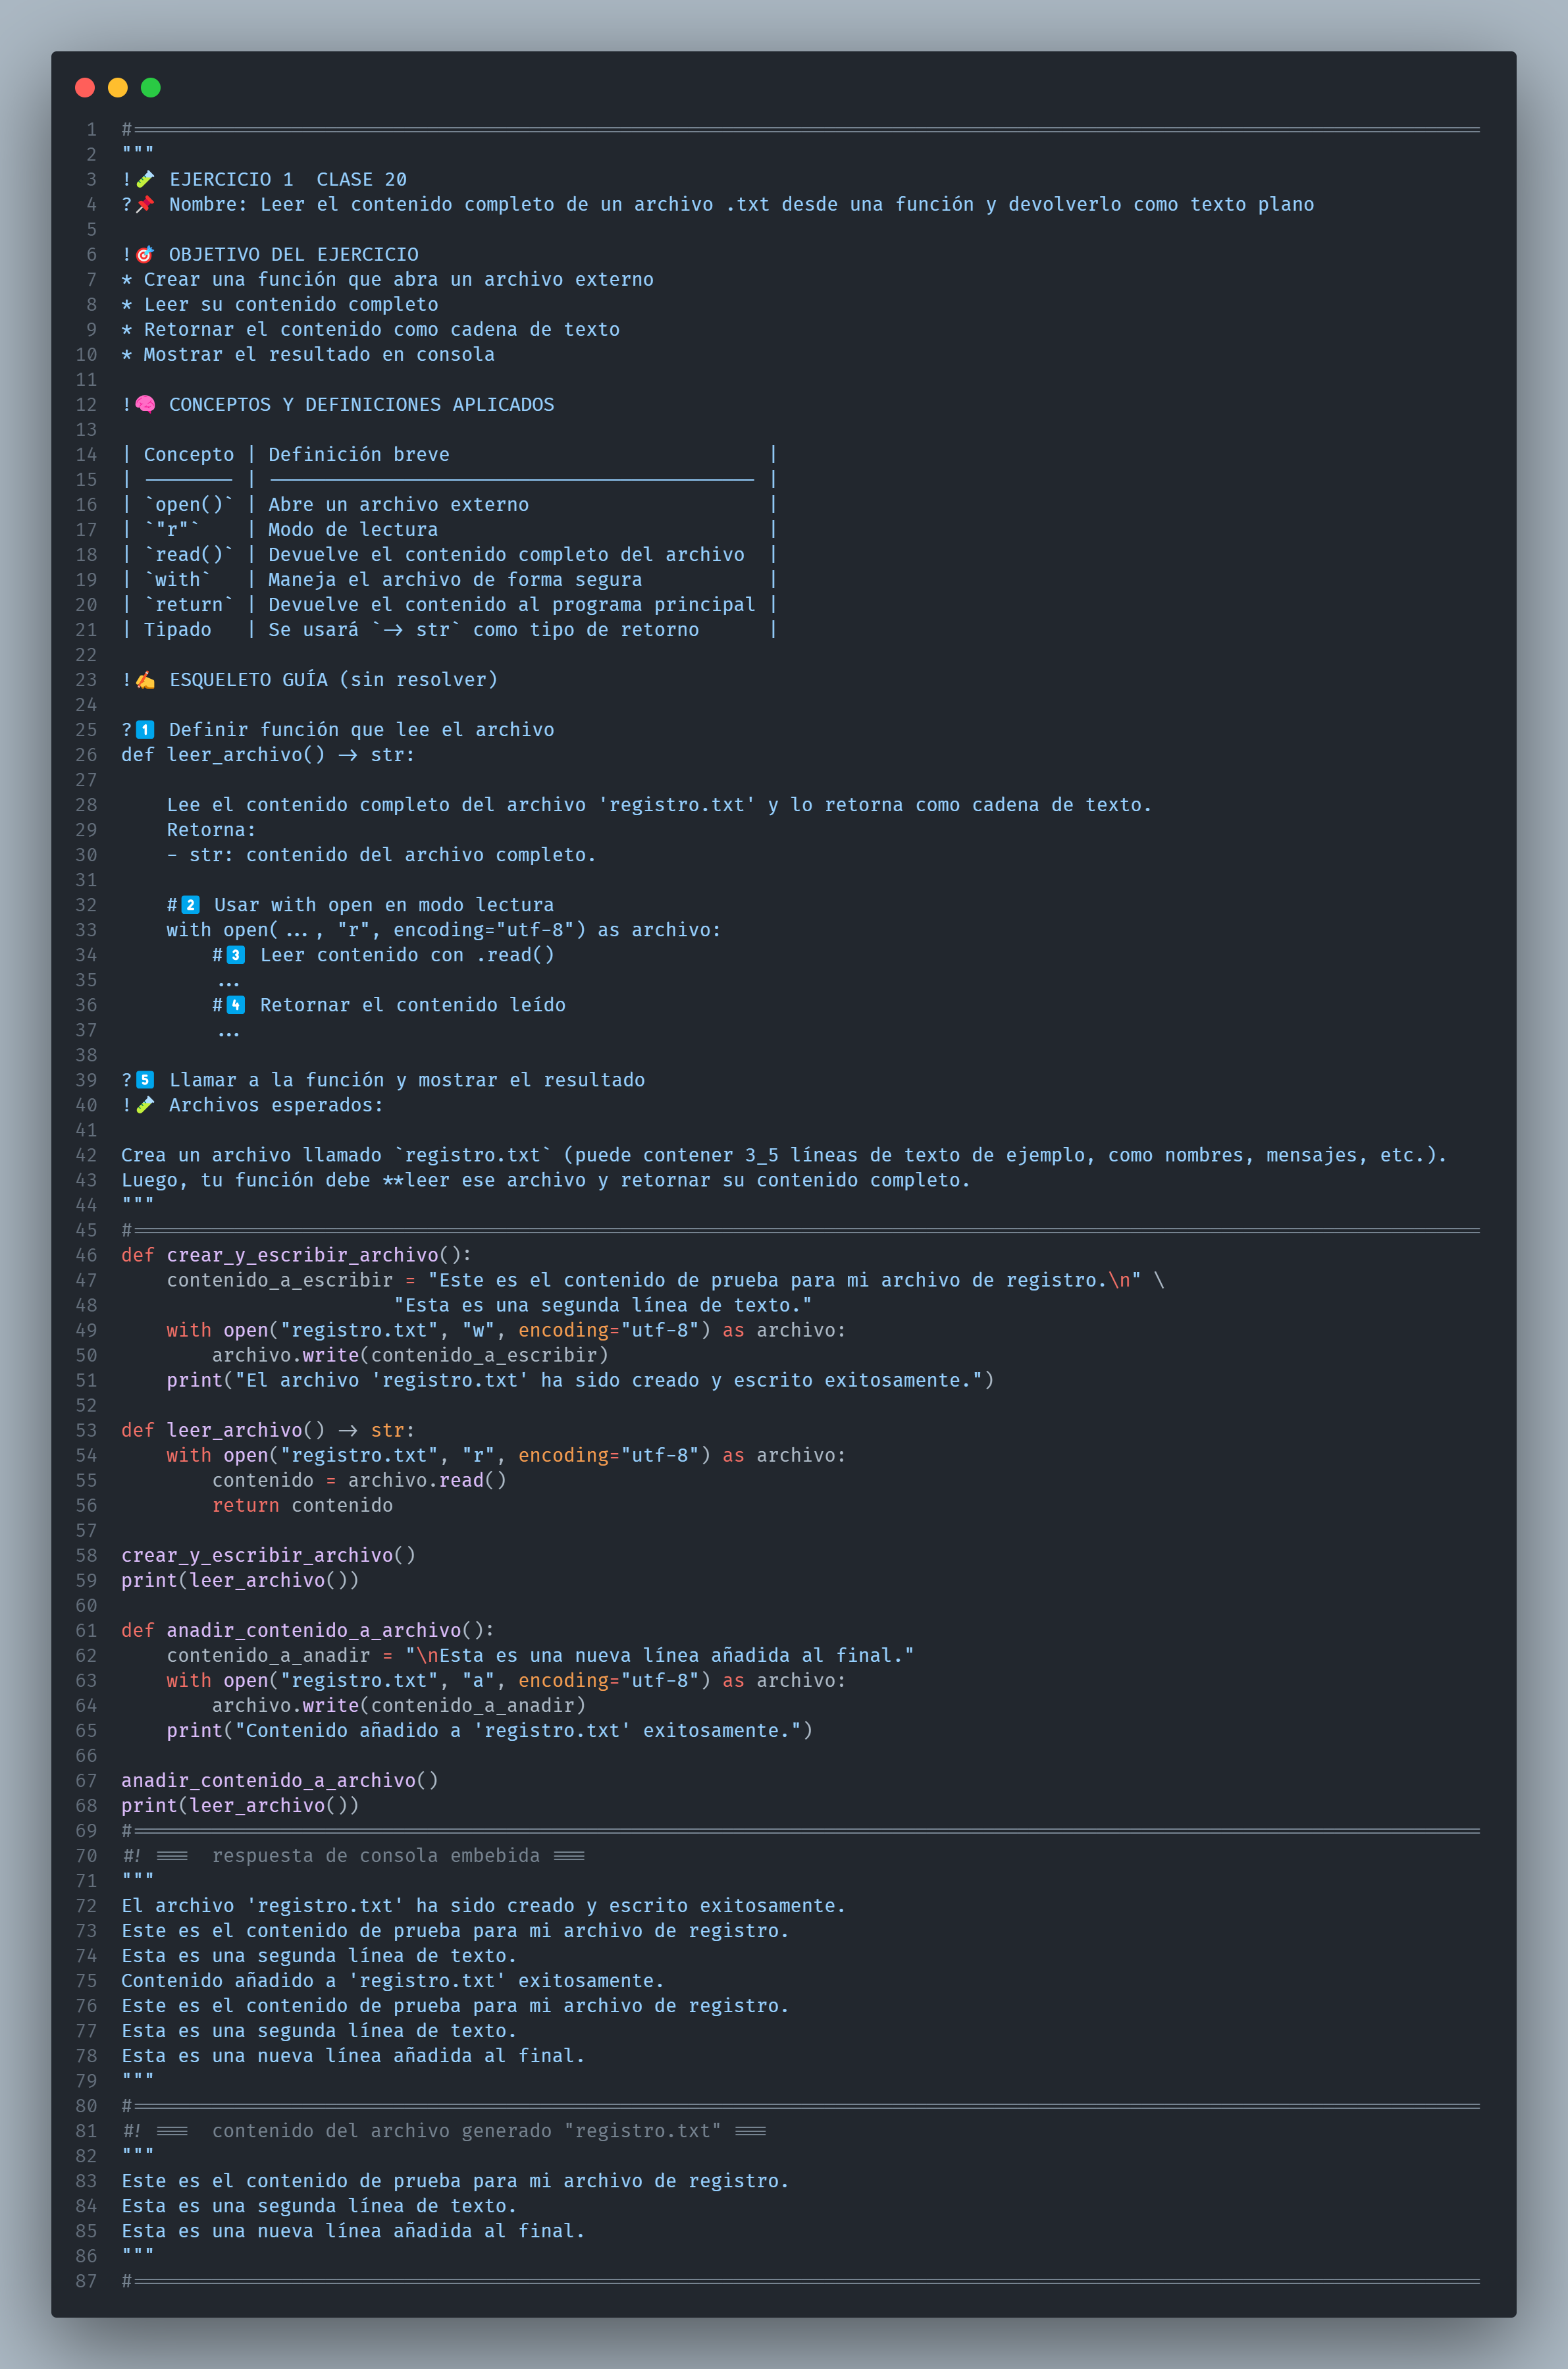 1 #==============================================================================================================
2 """
3 !🧪 EJERCICIO 1  CLASE 20
4 ?📌 Nombre: Leer el contenido completo de un archivo .txt desde una función y devolverlo como texto plano
5
6 !🎯 OBJETIVO DEL EJERCICIO
7 * Crear una función que abra un archivo externo
8 * Leer su contenido completo
9 * Retornar el contenido como cadena de texto
10 * Mostrar el resultado en consola
11
12 !🧠 CONCEPTOS Y DEFINICIONES APLICADOS
13
14 | Concepto | Definición breve                            |
15 | -------- | ------------------------------------------- |
16 | `open()` | Abre un archivo externo                     |
17 | `"r"`    | Modo de lectura                             |
18 | `read()` | Devuelve el contenido completo del archivo  |
19 | `with`   | Maneja el archivo de forma segura           |
20 | `return` | Devuelve el contenido al programa principal |
21 | Tipado   | Se usará `-> str` como tipo de retorno      |
22
23 !✍️ ESQUELETO GUÍA (sin resolver)
24
25 ?1️⃣ Definir función que lee el archivo
26 def leer_archivo() -> str:
27
28     Lee el contenido completo del archivo 'registro.txt' y lo retorna como cadena de texto.
29     Retorna:
30     - str: contenido del archivo completo.
31
32     #2️⃣ Usar with open en modo lectura
33     with open(..., "r", encoding="utf-8") as archivo:
34         #3️⃣ Leer contenido con .read()
35         ...
36         #4️⃣ Retornar el contenido leído
37         ...
38
39 ?5️⃣ Llamar a la función y mostrar el resultado
40 !🧪 Archivos esperados:
41
42 Crea un archivo llamado `registro.txt` (puede contener 3_5 líneas de texto de ejemplo, como nombres, mensajes, etc.).
43 Luego, tu función debe **leer ese archivo y retornar su contenido completo.
44 """
45 #==============================================================================================================
46 def crear_y_escribir_archivo():
47     contenido_a_escribir = "Este es el contenido de prueba para mi archivo de registro.\n" \
48                         "Esta es una segunda línea de texto."
49     with open("registro.txt", "w", encoding="utf-8") as archivo:
50         archivo.write(contenido_a_escribir)
51     print("El archivo 'registro.txt' ha sido creado y escrito exitosamente.")
52
53 def leer_archivo() -> str:
54     with open("registro.txt", "r", encoding="utf-8") as archivo:
55         contenido = archivo.read()
56         return contenido
57
58 crear_y_escribir_archivo()
59 print(leer_archivo())
60
61 def anadir_contenido_a_archivo():
62     contenido_a_anadir = "\nEsta es una nueva línea añadida al final."
63     with open("registro.txt", "a", encoding="utf-8") as archivo:
64         archivo.write(contenido_a_anadir)
65     print("Contenido añadido a 'registro.txt' exitosamente.")
66
67 anadir_contenido_a_archivo()
68 print(leer_archivo())
69 #==============================================================================================================
70 #! ===  respuesta de consola embebida ===
71 """
72 El archivo 'registro.txt' ha sido creado y escrito exitosamente.
73 Este es el contenido de prueba para mi archivo de registro.
74 Esta es una segunda línea de texto.
75 Contenido añadido a 'registro.txt' exitosamente.
76 Este es el contenido de prueba para mi archivo de registro.
77 Esta es una segunda línea de texto.
78 Esta es una nueva línea añadida al final.
79 """
80 #==============================================================================================================
81 #! ===  contenido del archivo generado "registro.txt" ===
82 """
83 Este es el contenido de prueba para mi archivo de registro.
84 Esta es una segunda línea de texto.
85 Esta es una nueva línea añadida al final.
86 """
87 #==============================================================================================================